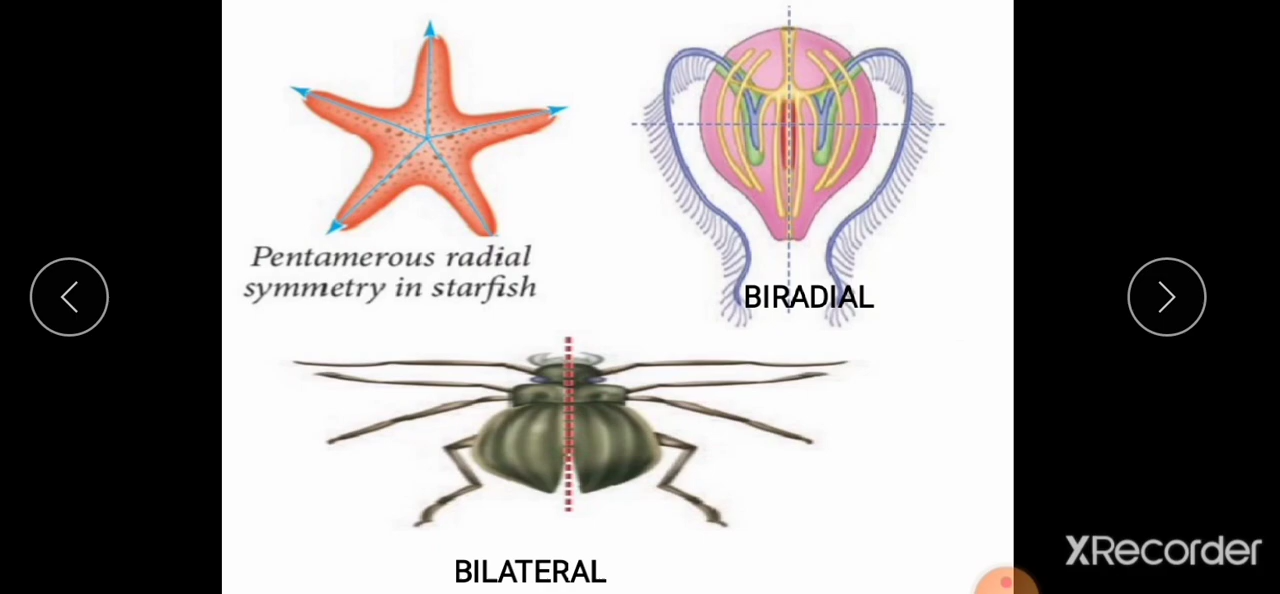 Pentamerous radial
symmetry in starfish
BIRADIAL
BILATERAL
XRecorder